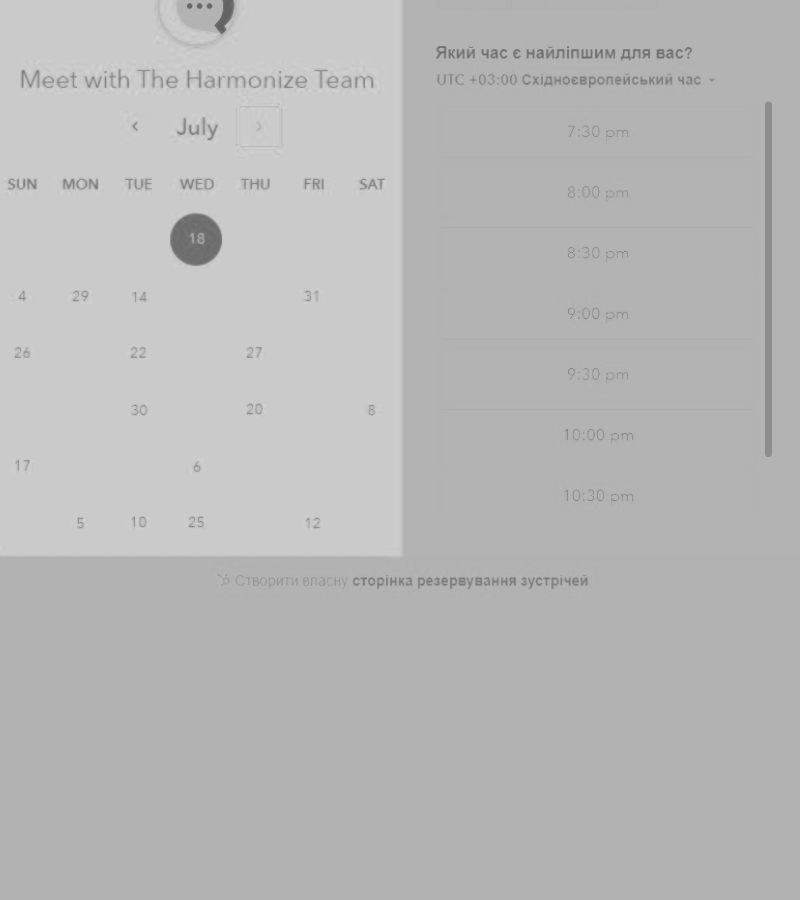 Meet with The Harmonize Team
July
SUN MON TUE WED THU FRI SAT
18
4 29 14 31
26 22 27
30 20 8
17 6
5 10 25 12
Який час є найліпшим для вас?
UTC +03:00 Східноєвропейський час
7:30 pm
8:00 pm
8:30 pm
9:00 pm
9:30 pm
10:00 pm
10:30 pm
Створити власну сторінка резервування зустрічей